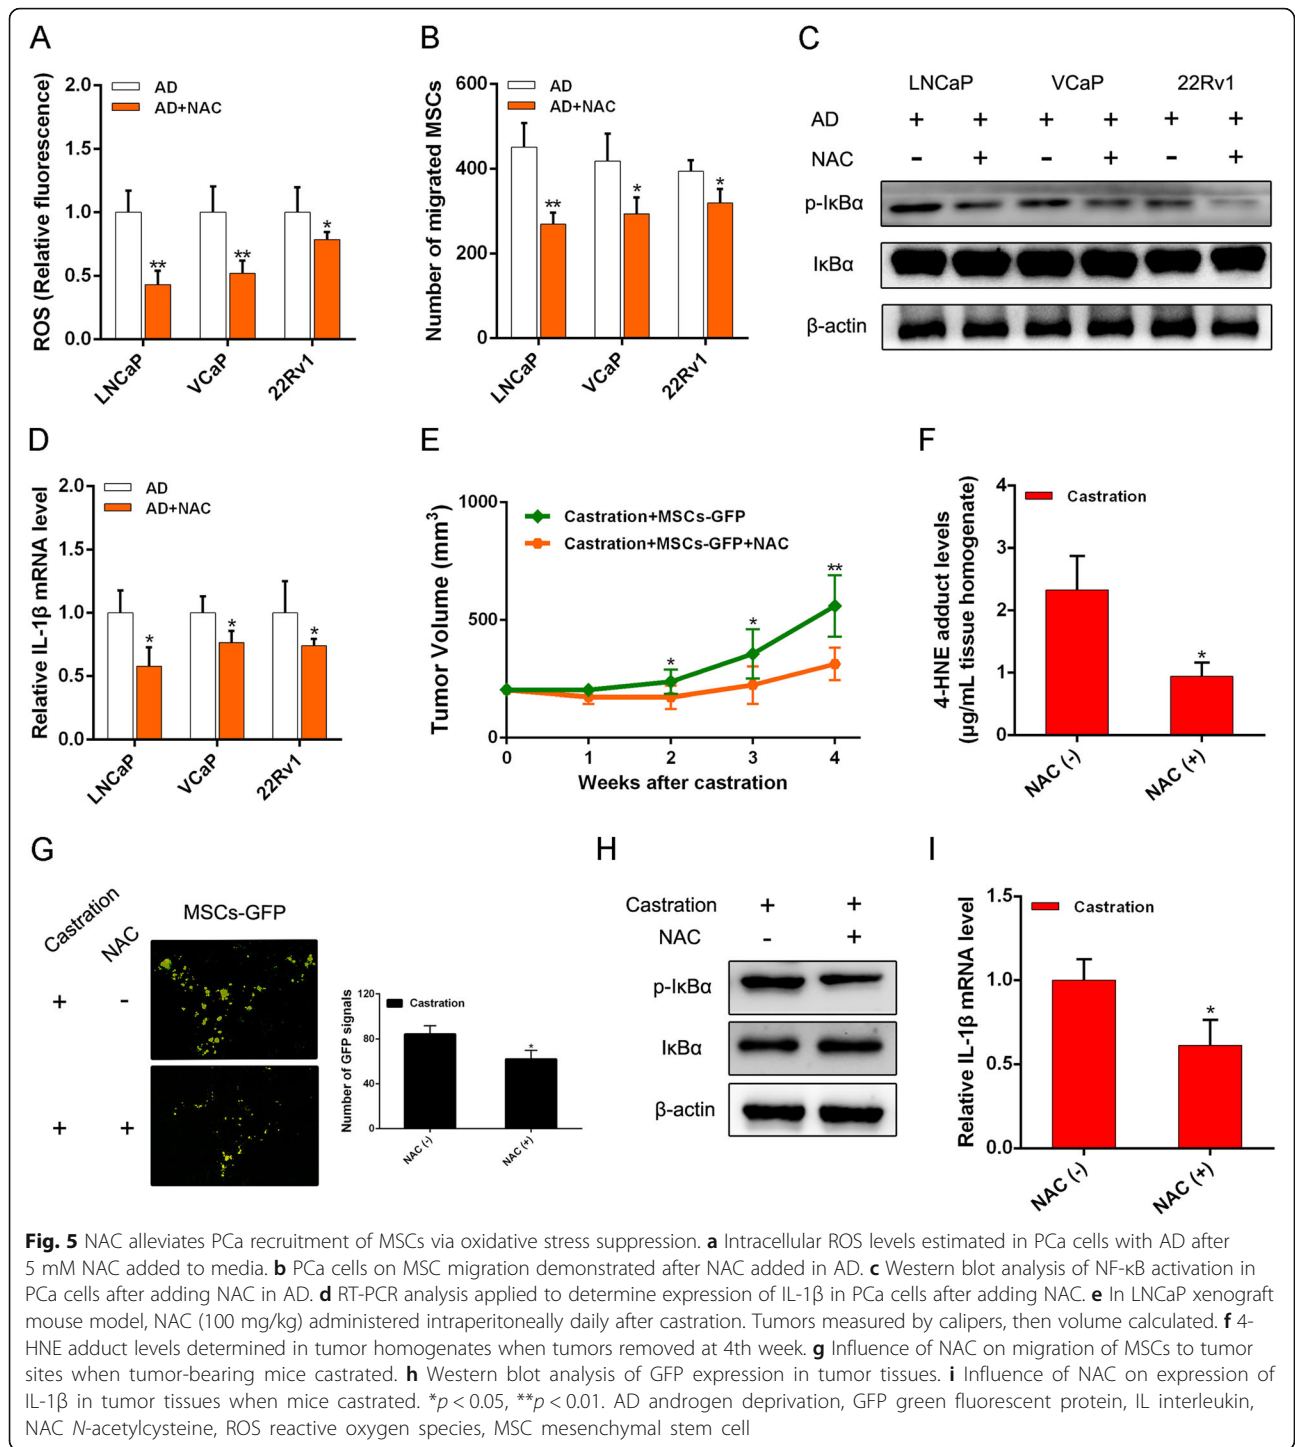 A
ROS (Relative fluorescence)
2.0
1.5
1.0
0.5
0.0
AD
AD+NAC
**
**
*
LNCaP
VCaP
22Rv1
B
Number of migrated MSCs
600
400
200
0
AD
AD+NAC
**
*
*
LNCaP
VCaP
22Rv1
C
LNCaP VCaP 22Rv1
AD + + + + + +
NAC - + - + - +
p-IκBα
IκBα
β-actin
D
Relative IL-1β mRNA level
2.0
1.5
1.0
0.5
0.0
AD
AD+NAC
*
*
*
LNCaP
VCaP
22Rv1
E
Tumor Volume (mm³)
1000
500
0
Castration+MSCs-GFP
Castration+MSCs-GFP+NAC
*
*
**
0 1 2 3 4
Weeks after castration
F
4-HNE adduct levels
(μg/mL tissue homogenate)
4
3
2
1
0
Castration
*
NAC (-)
NAC (+)
G
Castration
NAC
MSCs-GFP
+ -
+ +
Number of GFP signals
120
80
40
0
Castration
*
NAC (-)
NAC (+)
H
Castration + +
NAC - +
p-IκBα
IκBα
β-actin
I
Relative IL-1β mRNA level
1.5
1.0
0.5
0.0
Castration
*
NAC (-)
NAC (+)
Fig. 5 NAC alleviates PCa recruitment of MSCs via oxidative stress suppression. a Intracellular ROS levels estimated in PCa cells with AD after
5 mM NAC added to media. b PCa cells on MSC migration demonstrated after NAC added in AD. c Western blot analysis of NF-κB activation in
PCa cells after adding NAC in AD. d RT-PCR analysis applied to determine expression of IL-1β in PCa cells after adding NAC. e In LNCaP xenograft
mouse model, NAC (100 mg/kg) administered intraperitoneally daily after castration. Tumors measured by calipers, then volume calculated. f 4-
HNE adduct levels determined in tumor homogenates when tumors removed at 4th week. g Influence of NAC on migration of MSCs to tumor
sites when tumor-bearing mice castrated. h Western blot analysis of GFP expression in tumor tissues. i Influence of NAC on expression of
IL-1β in tumor tissues when mice castrated. *p < 0.05, **p < 0.01. AD androgen deprivation, GFP green fluorescent protein, IL interleukin,
NAC N-acetylcysteine, ROS reactive oxygen species, MSC mesenchymal stem cell